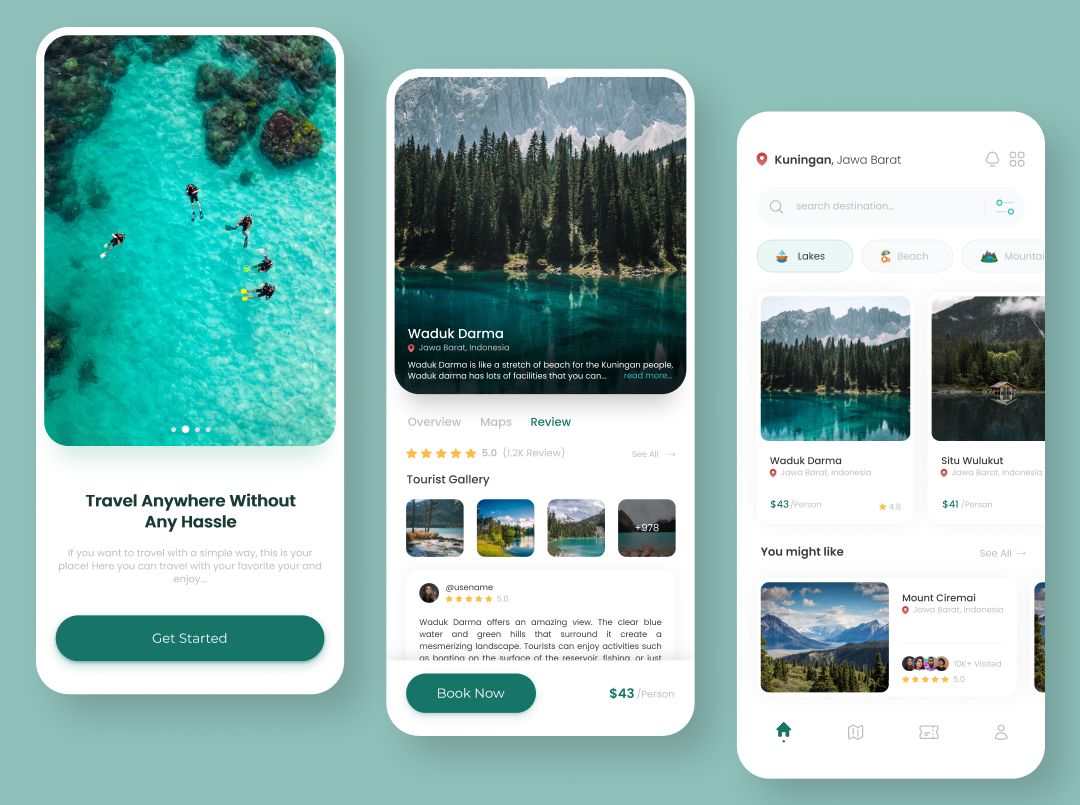 Travel Anywhere Without
Any Hassle
If you want to travel with a simple way, this is your
place! Here you can travel with your favorite your and
enjoy...
Get Started
Waduk Darma
Jawa Barat, Indonesia
Waduk Darma is like a stretch of beach for the Kuningan people,
Waduk darma has lots of facilities that you can... read more...
Overview Maps Review
5.0 (1.2K Review) See All →
Tourist Gallery
+978
@usename
5.0
Waduk Darma offers an amazing view. The clear blue
water and green hills that surround it create a
mesmerizing landscape. Tourists can enjoy activities such
as boating on the surface of the reservoir, fishing, or just
Book Now $43 /Person
Kuningan, Jawa Barat
search destination...
Lakes Beach Mountai
Waduk Darma
Jawa Barat, Indonesia
$43 /Person 4.8
Situ Wulukut
Jawa Barat, Indonesia
$41 /Person
You might like See All →
Mount Ciremai
Jawa Barat, Indonesia
10K+ Visited
5.0